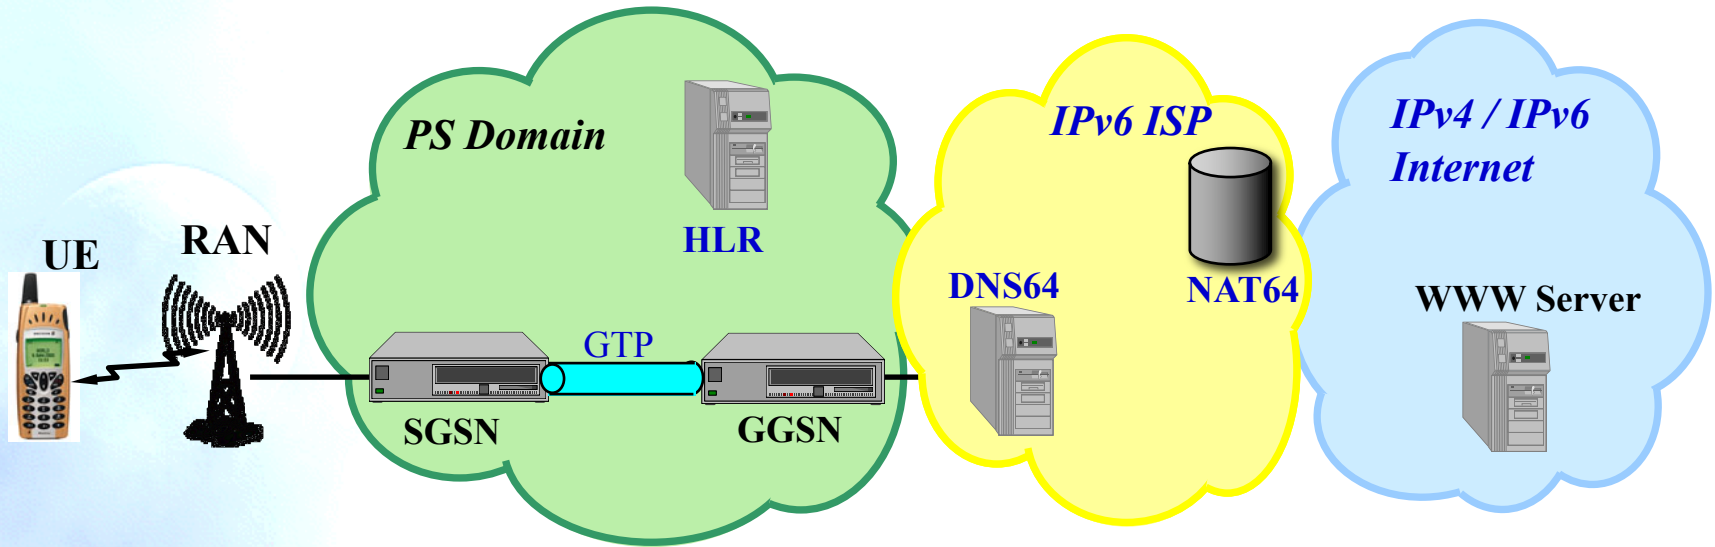 UE
RAN
PS Domain
HLR
SGSN
GTP
GGSN
IPv6 ISP
DNS64
NAT64
IPv4 / IPv6
Internet
WWW Server